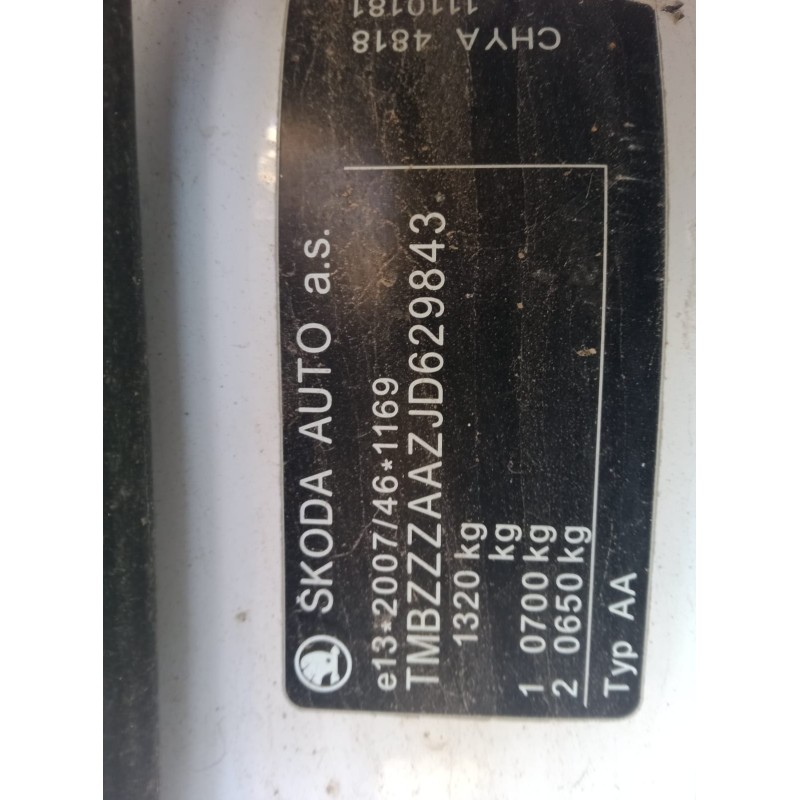 ŠKODA AUTO a.s.
e13*2007/46*1169
TMBZZZAAZJD629843
1320 kg
kg
1 0700 kg
2 0650 kg
Typ AA
CHYA 4818
1110181